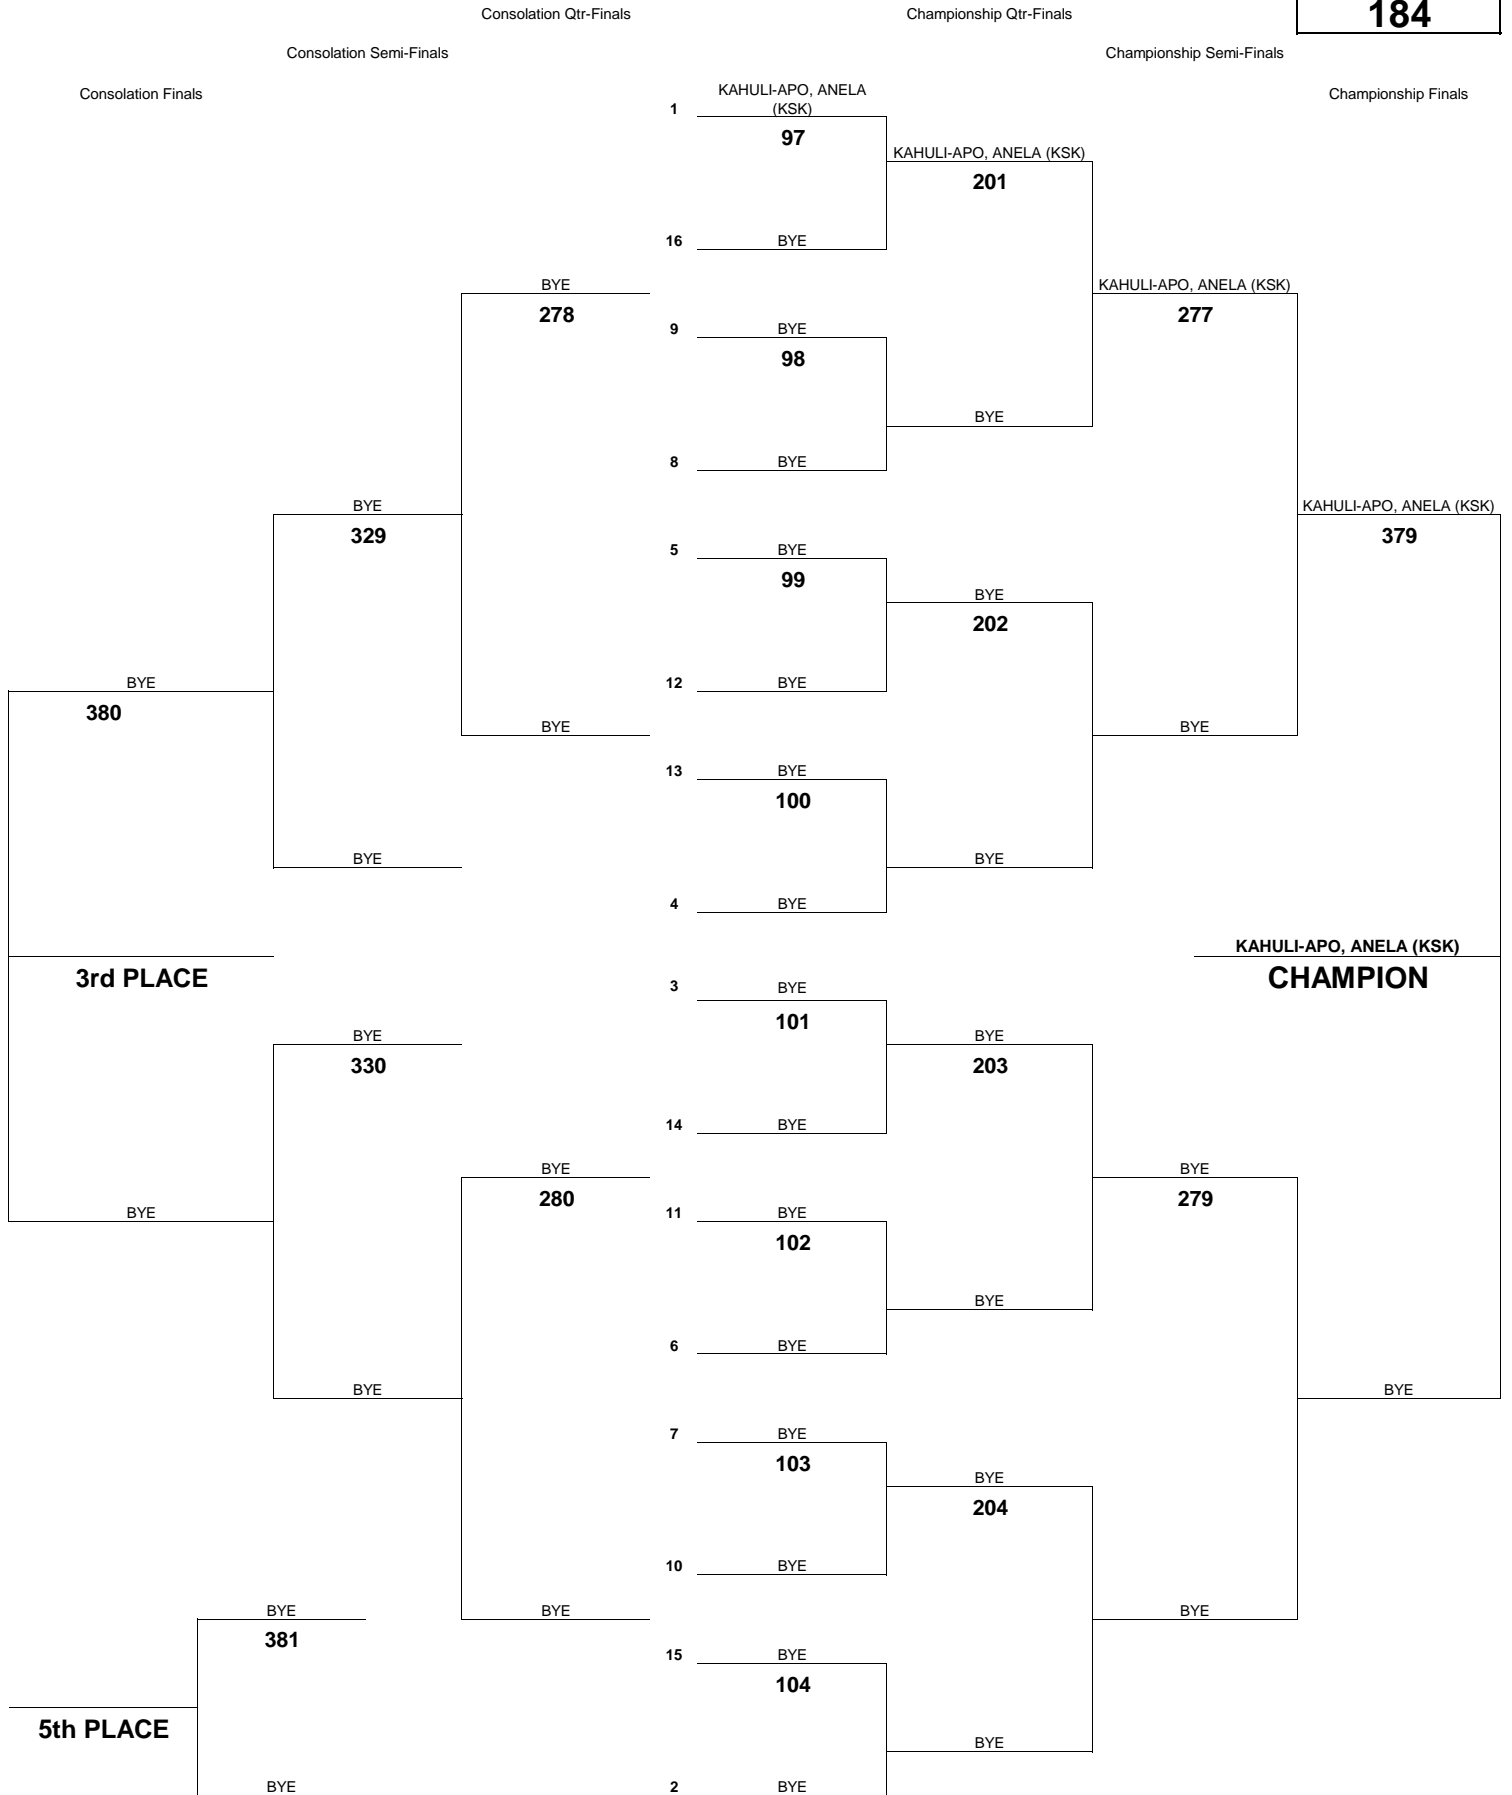 Consolation Qtr-Finals
Championship Qtr-Finals
184
Consolation Semi-Finals
Championship Semi-Finals
Consolation Finals
Championship Finals
KAHULI-APO, ANELA
(KSK)
1
97
KAHULI-APO, ANELA (KSK)
201
16 BYE
BYE
278
KAHULI-APO, ANELA (KSK)
277
9 BYE
98
BYE
8 BYE
BYE
329
KAHULI-APO, ANELA (KSK)
379
5 BYE
99
BYE
202
BYE
380
12 BYE
BYE
BYE
13 BYE
100
BYE
BYE
4 BYE
KAHULI-APO, ANELA (KSK)
3rd PLACE
CHAMPION
3 BYE
101
BYE
330
BYE
203
14 BYE
BYE
280
BYE
279
BYE
11 BYE
102
BYE
6 BYE
BYE
BYE
7 BYE
103
BYE
204
10 BYE
BYE
381
BYE
BYE
15 BYE
104
5th PLACE
BYE
BYE
2 BYE